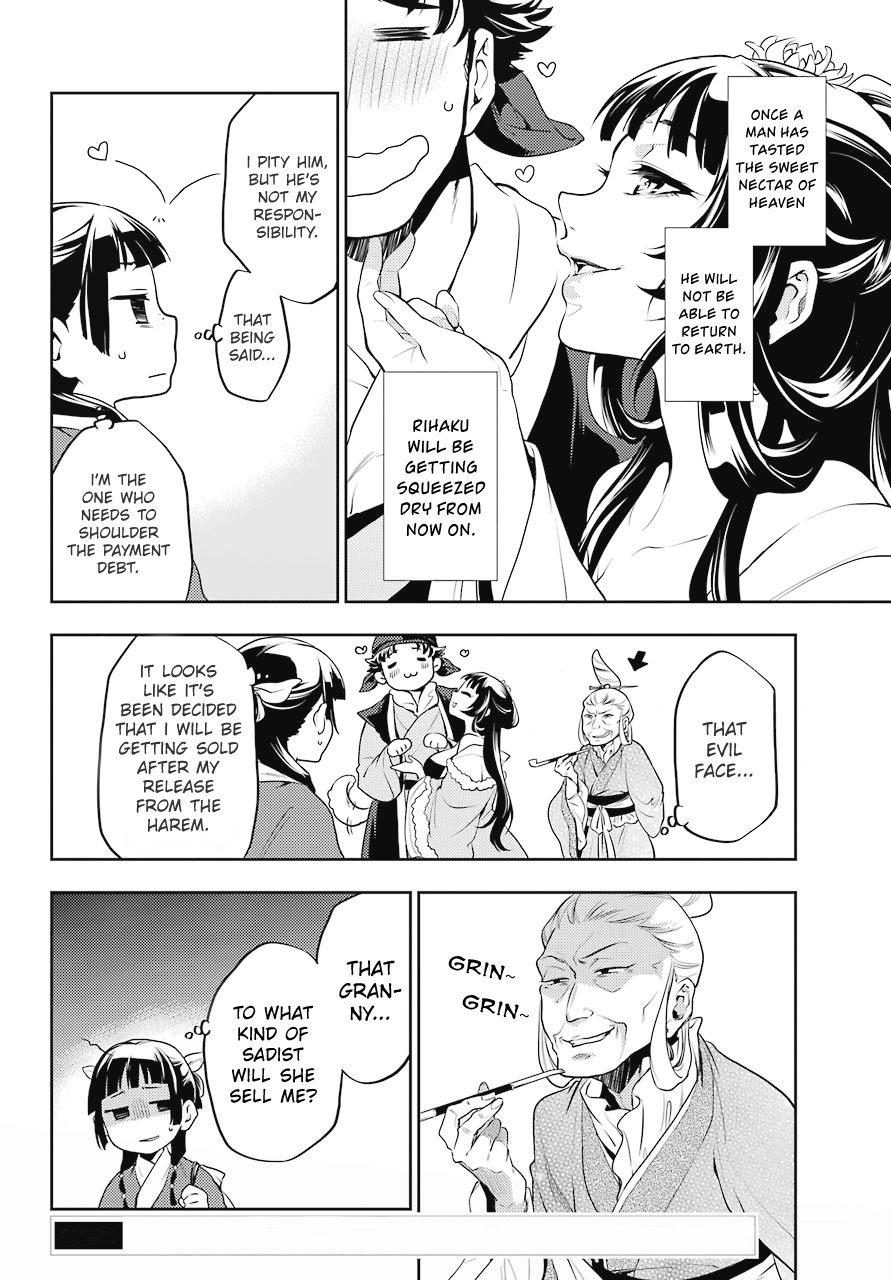 ONCE A
MAN HAS
TASTED
THE SWEET
NECTAR OF
HEAVEN
HE WILL
NOT BE
ABLE TO
RETURN
TO EARTH.
RIHAKU
WILL BE
GETTING
SQUEEZED
DRY FROM
NOW ON.
I PITY HIM,
BUT HE'S
NOT MY
RESPON-
SIBILITY.
THAT
BEING
SAID...
I'M THE
ONE WHO
NEEDS TO
SHOULDER
THE PAYMENT
DEBT.
THAT
EVIL
FACE...
IT LOOKS
LIKE IT'S
BEEN DECIDED
THAT I WILL BE
GETTING SOLD
AFTER MY
RELEASE
FROM THE
HAREM.
GRIN~
GRIN~
THAT
GRAN-
NY...
TO WHAT
KIND OF
SADIST
WILL SHE
SELL ME?